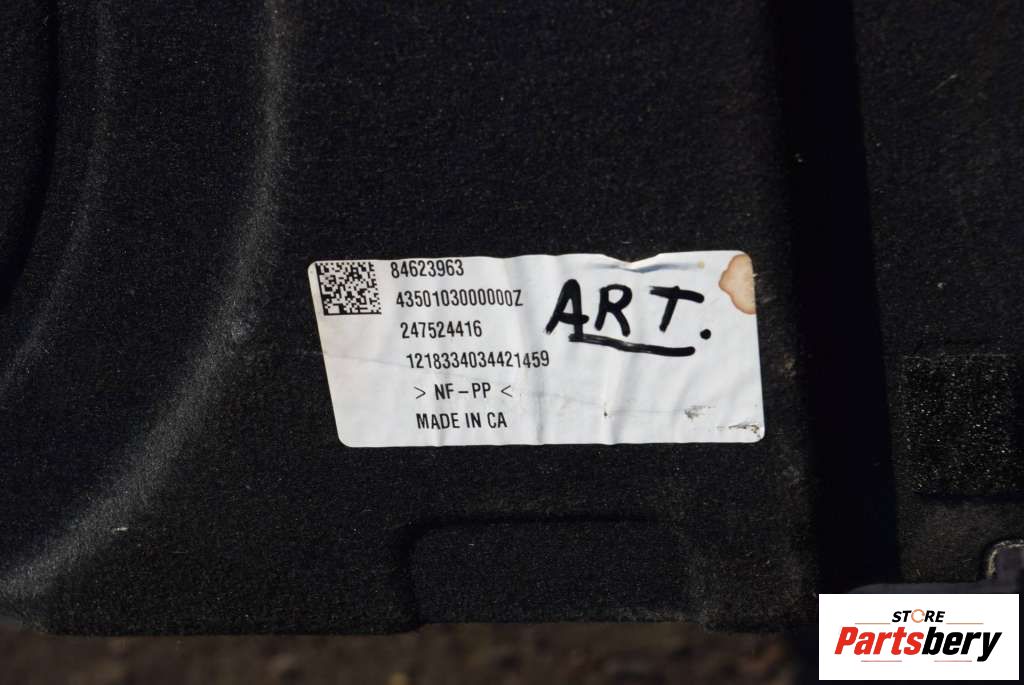 84623963
4350103000000Z
247524416
1218334034421459
> NF-PP <
MADE IN CA
ART.
STORE
Partsbery